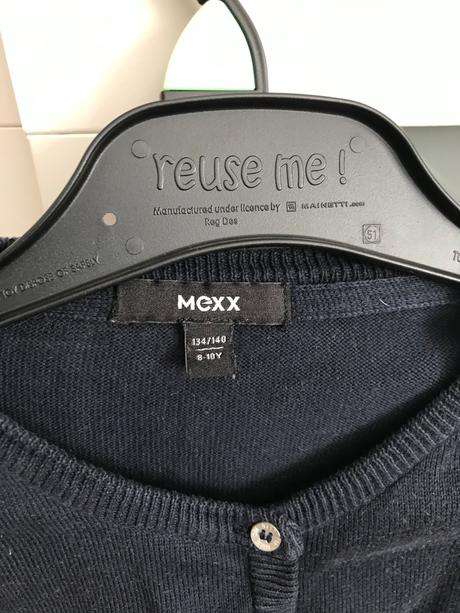 reuse me!
Manufactured under licence by MAINETTI.com
Reg Des
51
MEXX
134/140
8-10Y